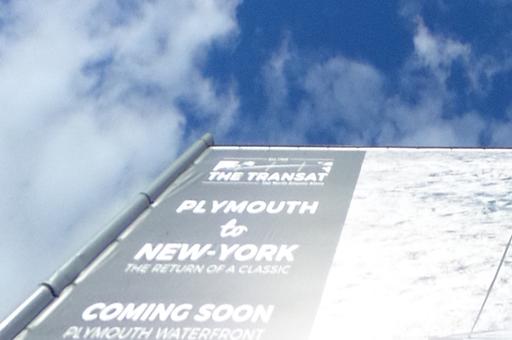 THE TRANSAT
PLYMOUTH
to
NEW-YORK
THE RETURN OF A CLASSIC
COMING SOON
PLYMOUTH WATERFRONT